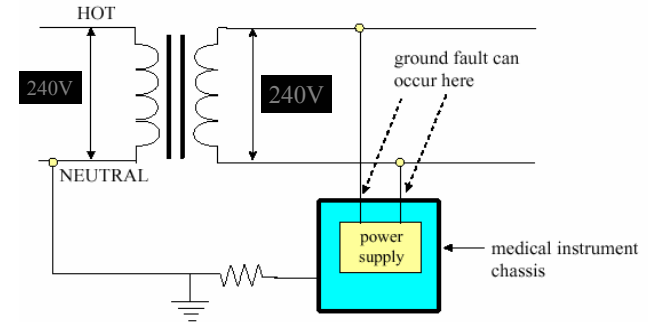 HOT
240V
240V
NEUTRAL
ground fault can
occur here
power
supply
medical instrument
chassis